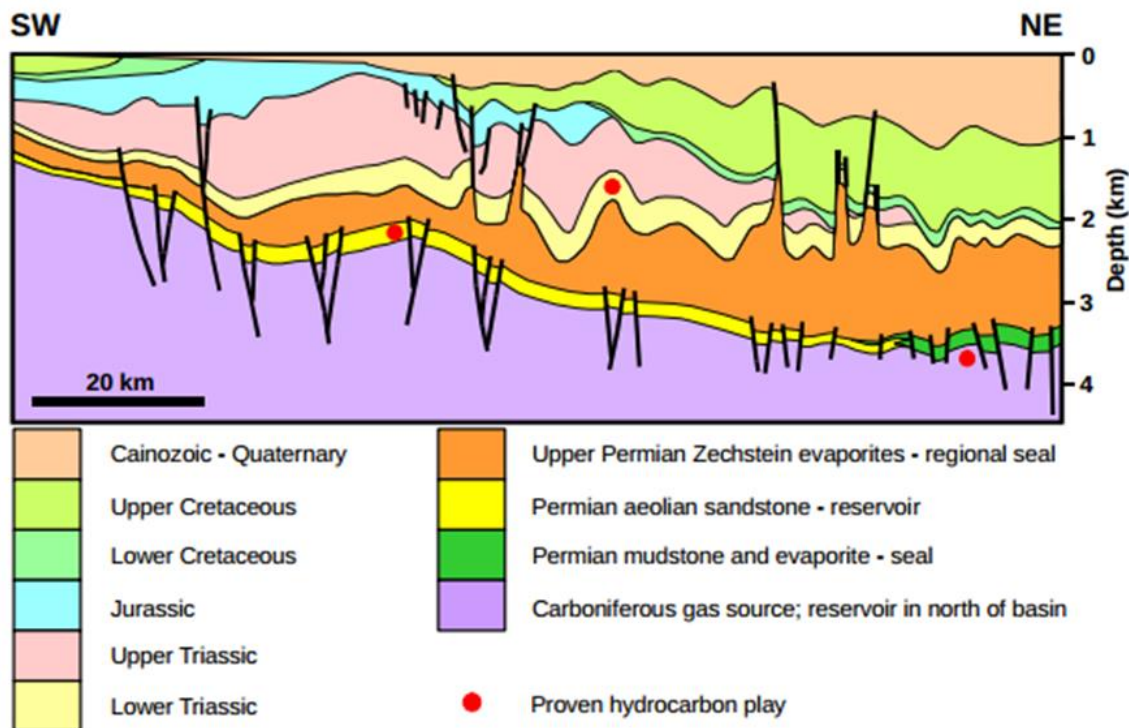 SW NE
0
1
2
3
4
Depth (km)
20 km
Cainozoic - Quaternary
Upper Cretaceous
Lower Cretaceous
Jurassic
Upper Triassic
Lower Triassic
Upper Permian Zechstein evaporites - regional seal
Permian aeolian sandstone - reservoir
Permian mudstone and evaporite - seal
Carboniferous gas source; reservoir in north of basin
Proven hydrocarbon play